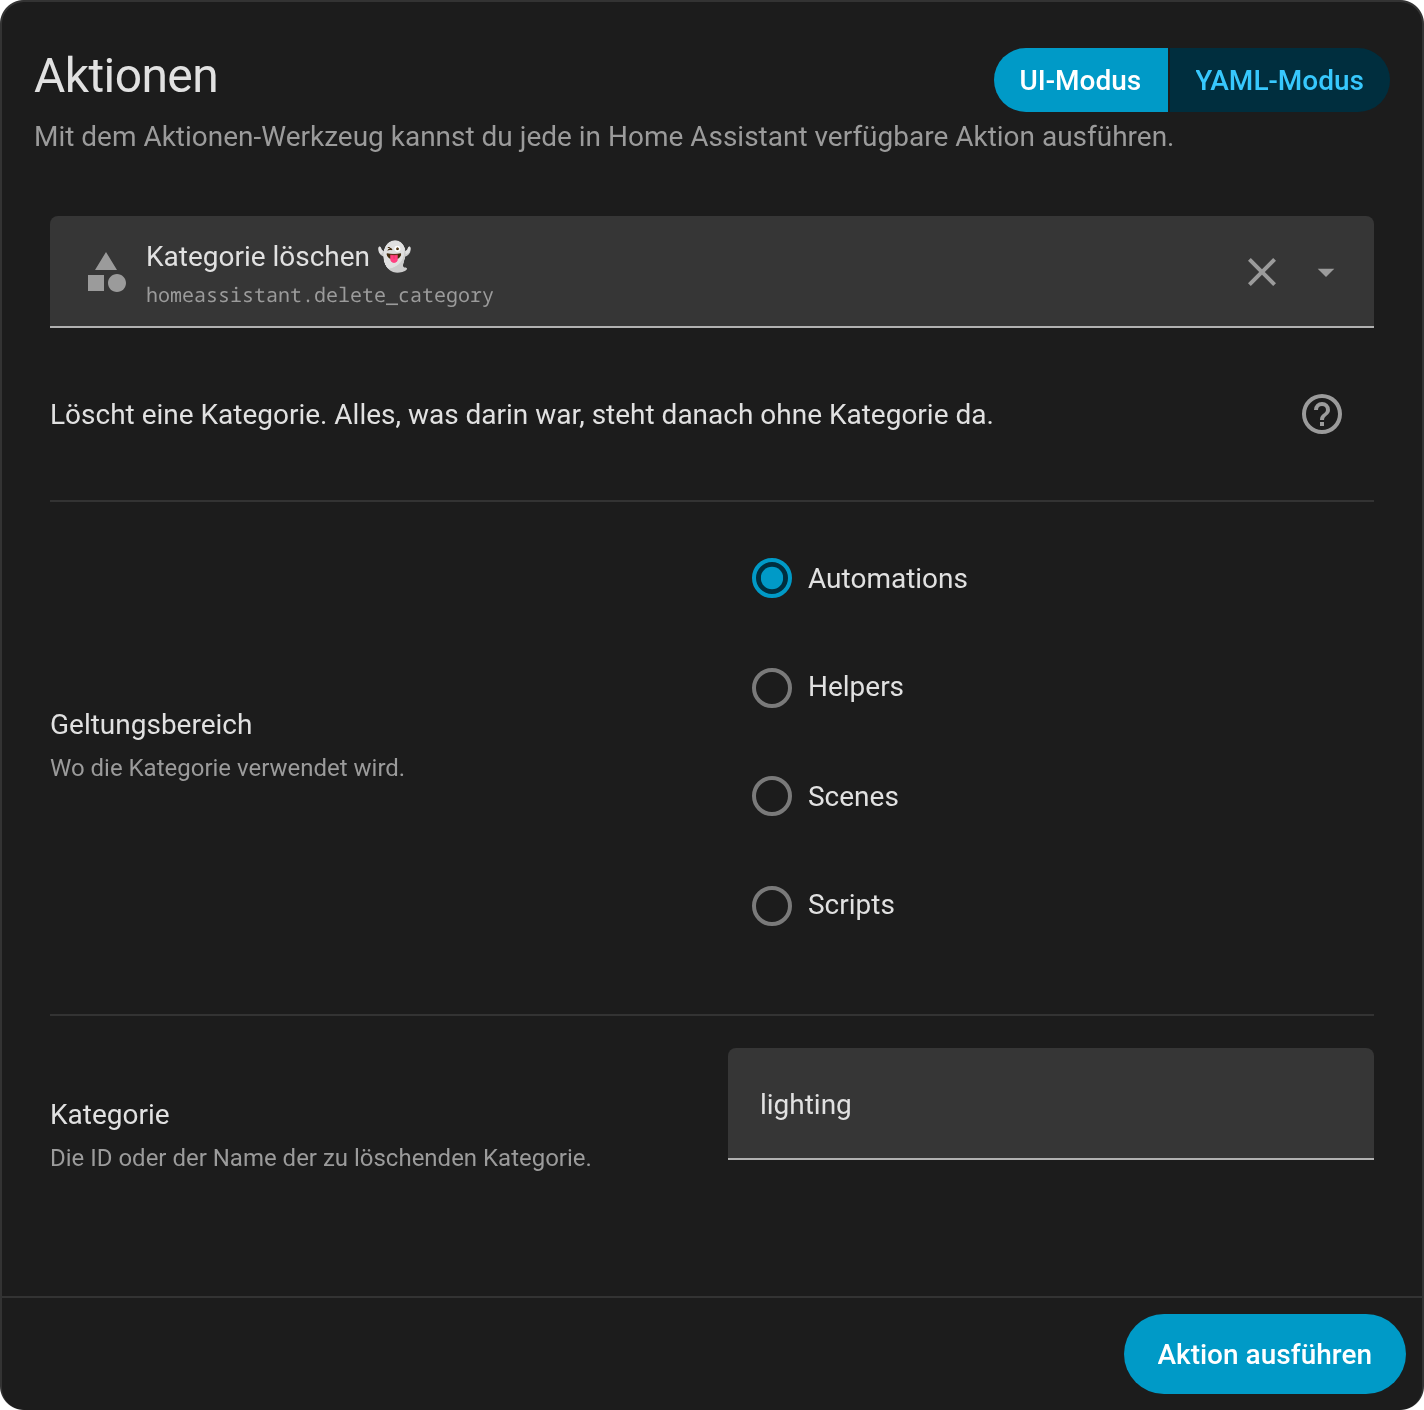 Aktionen
UI-Modus
YAML-Modus
Mit dem Aktionen-Werkzeug kannst du jede in Home Assistant verfügbare Aktion ausführen.
Kategorie löschen 👻
homeassistant.delete_category
Löscht eine Kategorie. Alles, was darin war, steht danach ohne Kategorie da.
Automations
Helpers
Geltungsbereich
Wo die Kategorie verwendet wird.
Scenes
Scripts
Kategorie
Die ID oder der Name der zu löschenden Kategorie.
lighting
Aktion ausführen